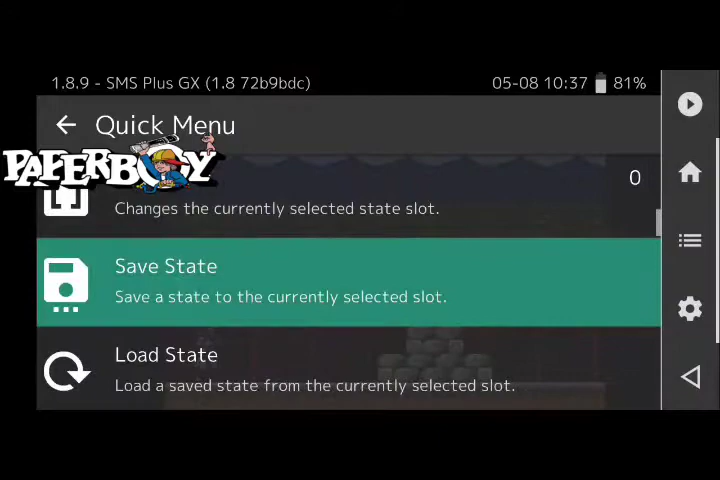 1.8.9 - SMS Plus GX (1.8 72b9bdc) 05-08 10:37 81%
Quick Menu
PAPERBOY
0
Changes the currently selected state slot.
Save State
Save a state to the currently selected slot.
Load State
Load a saved state from the currently selected slot.